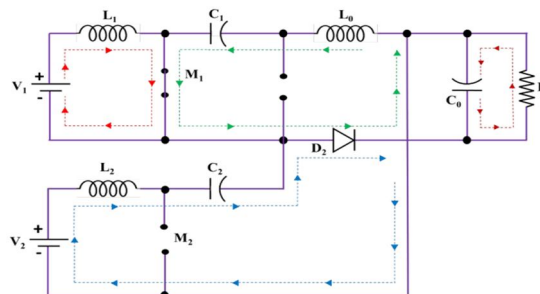 L₁ C₁ L₀
V₁ + - M₁ C₀
D₂
L₂ C₂
V₂ + - M₂